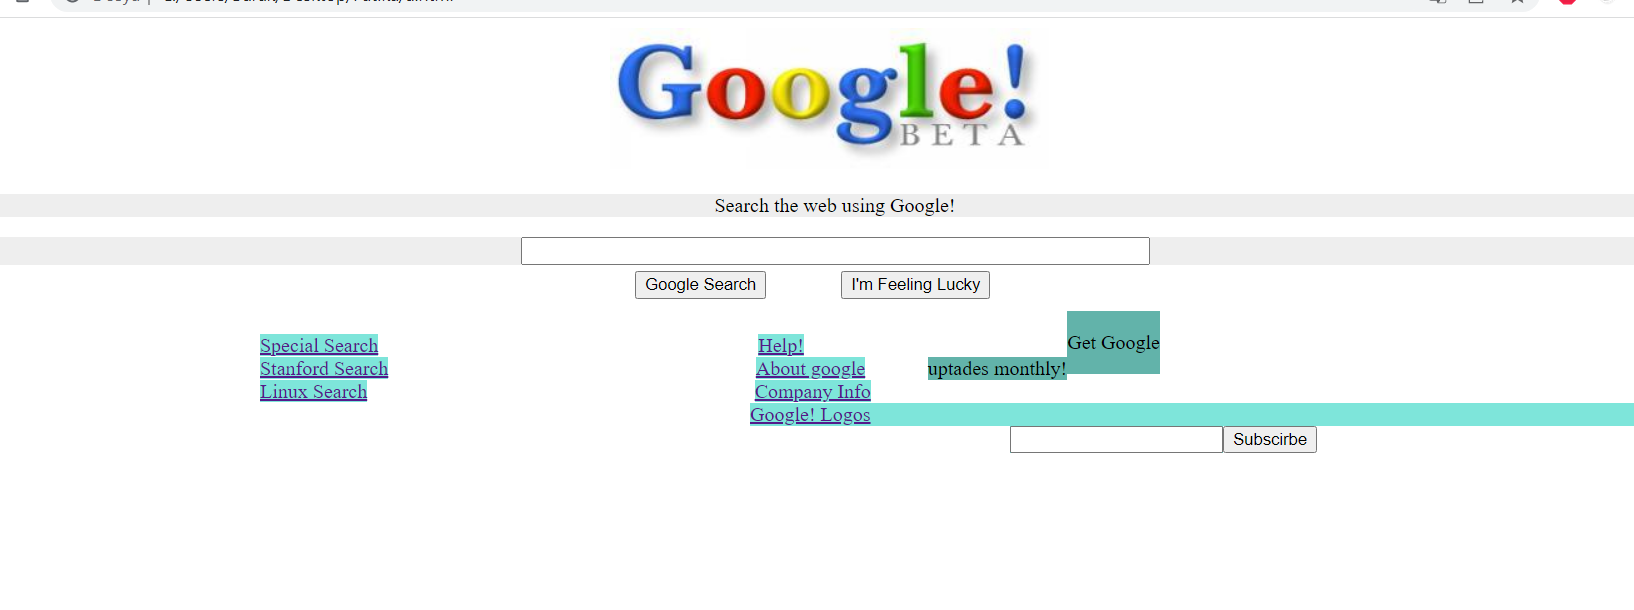 Google!
BETA
Search the web using Google!
Google Search
I'm Feeling Lucky
Special Search
Stanford Search
Linux Search
Help!
About google
Company Info
Google! Logos
Get Google
uptades monthly!
Subscirbe